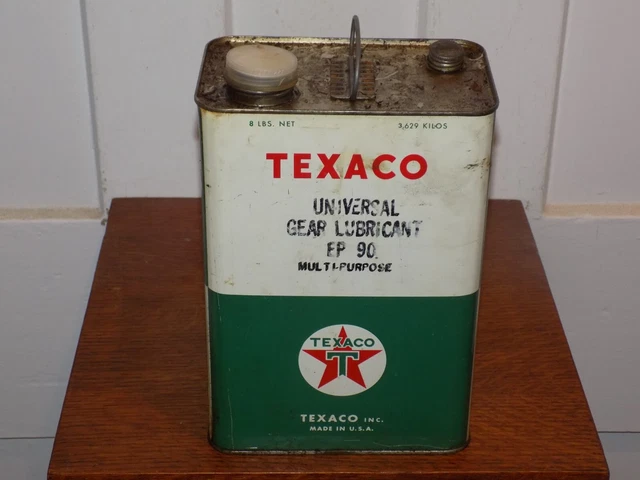 8 LBS. NET 3,629 KILOS
TEXACO
UNIVERSAL
GEAR LUBRICANT
EP 90
MULTI-PURPOSE
TEXACO
T
TEXACO INC.
MADE IN U.S.A.